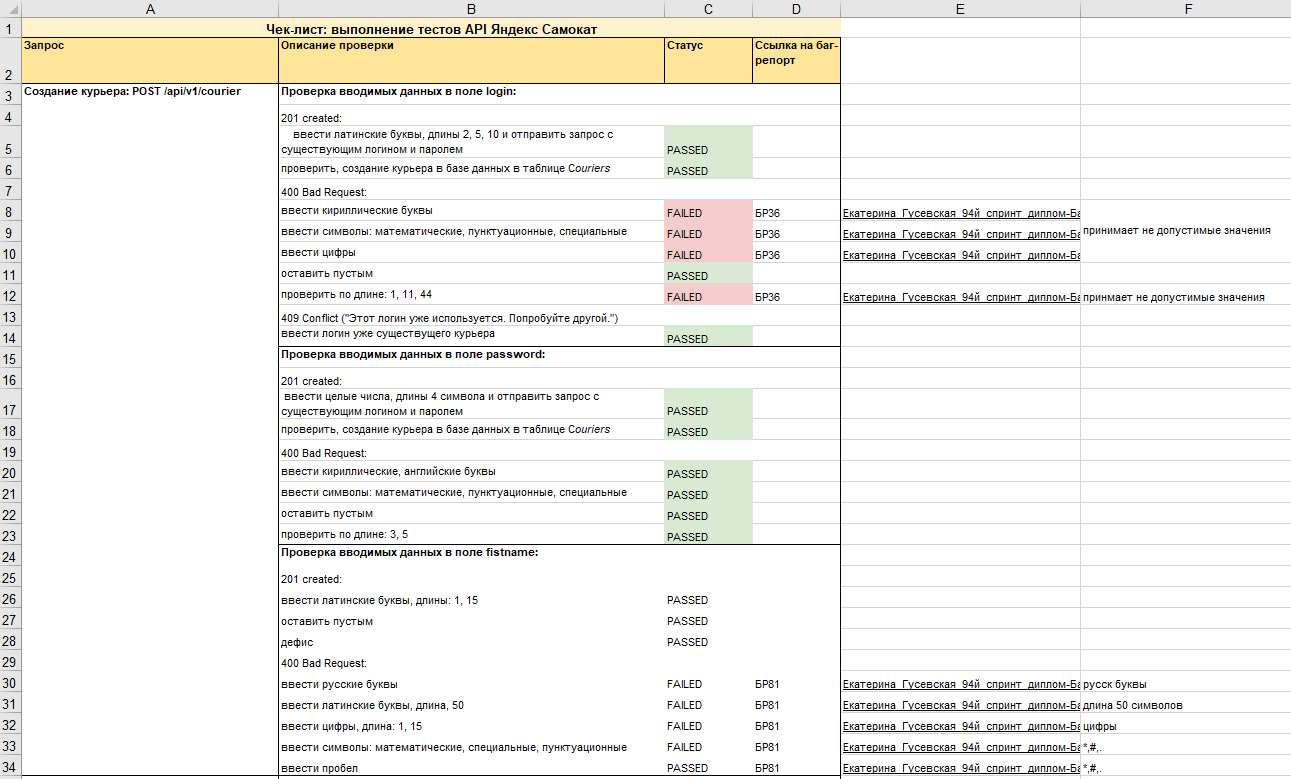 A B C D E F
1 Чек-лист: выполнение тестов API Яндекс Самокат
2 Запрос Описание проверки Статус Ссылка на баг-
репорт
3 Создание курьера: POST /api/v1/courier Проверка вводимых данных в поле login:
4 201 created:
5 ввести латинские буквы, длины 2, 5, 10 и отправить запрос с
существующим логином и паролем PASSED
6 проверить, создание курьера в базе данных в таблице Couriers PASSED
7 400 Bad Request:
8 ввести кириллические буквы FAILED БР36 Екатерина_Гусевская_94й_спринт_диплом-Ба
9 ввести символы: математические, пунктуационные, специальные FAILED БР36 Екатерина_Гусевская_94й_спринт_диплом-Ба принимает не допустимые значения
10 ввести цифры FAILED БР36 Екатерина_Гусевская_94й_спринт_диплом-Ба
11 оставить пустым PASSED
12 проверить по длине: 1, 11, 44 FAILED БР36 Екатерина_Гусевская_94й_спринт_диплом-Ба принмает не допустимые значения
13 409 Conflict ("Этот логин уже используется. Попробуйте другой.")
14 ввести логин уже существущего курьера PASSED
15 Проверка вводимых данных в поле password:
16 201 created:
17 ввести целые числа, длины 4 символа и отправить запрос с
существующим логином и паролем PASSED
18 проверить, создание курьера в базе данных в таблице Couriers PASSED
19 400 Bad Request:
20 ввести кириллические, английские буквы PASSED
21 ввести символы: математические, пунктуационные, специальные PASSED
22 оставить пустым PASSED
23 проверить по длине: 3, 5 PASSED
24 Проверка вводимых данных в поле fistname:
25 201 created:
26 ввести латинские буквы, длины: 1, 15 PASSED
27 оставить пустым PASSED
28 дефис PASSED
29 400 Bad Request:
30 ввести русские буквы FAILED БР81 Екатерина_Гусевская_94й_спринт_диплом-Ба русск буквы
31 ввести латинские буквы, длина, 50 FAILED БР81 Екатерина_Гусевская_94й_спринт_диплом-Ба длина 50 символов
32 ввести цифры, длина: 1, 15 FAILED БР81 Екатерина_Гусевская_94й_спринт_диплом-Ба цифры
33 ввести символы: математические, специальные, пунктуационные FAILED БР81 Екатерина_Гусевская_94й_спринт_диплом-Ба *,#,.
34 ввести пробел PASSED БР81 Екатерина_Гусевская_94й_спринт_диплом-Ба *,#,.